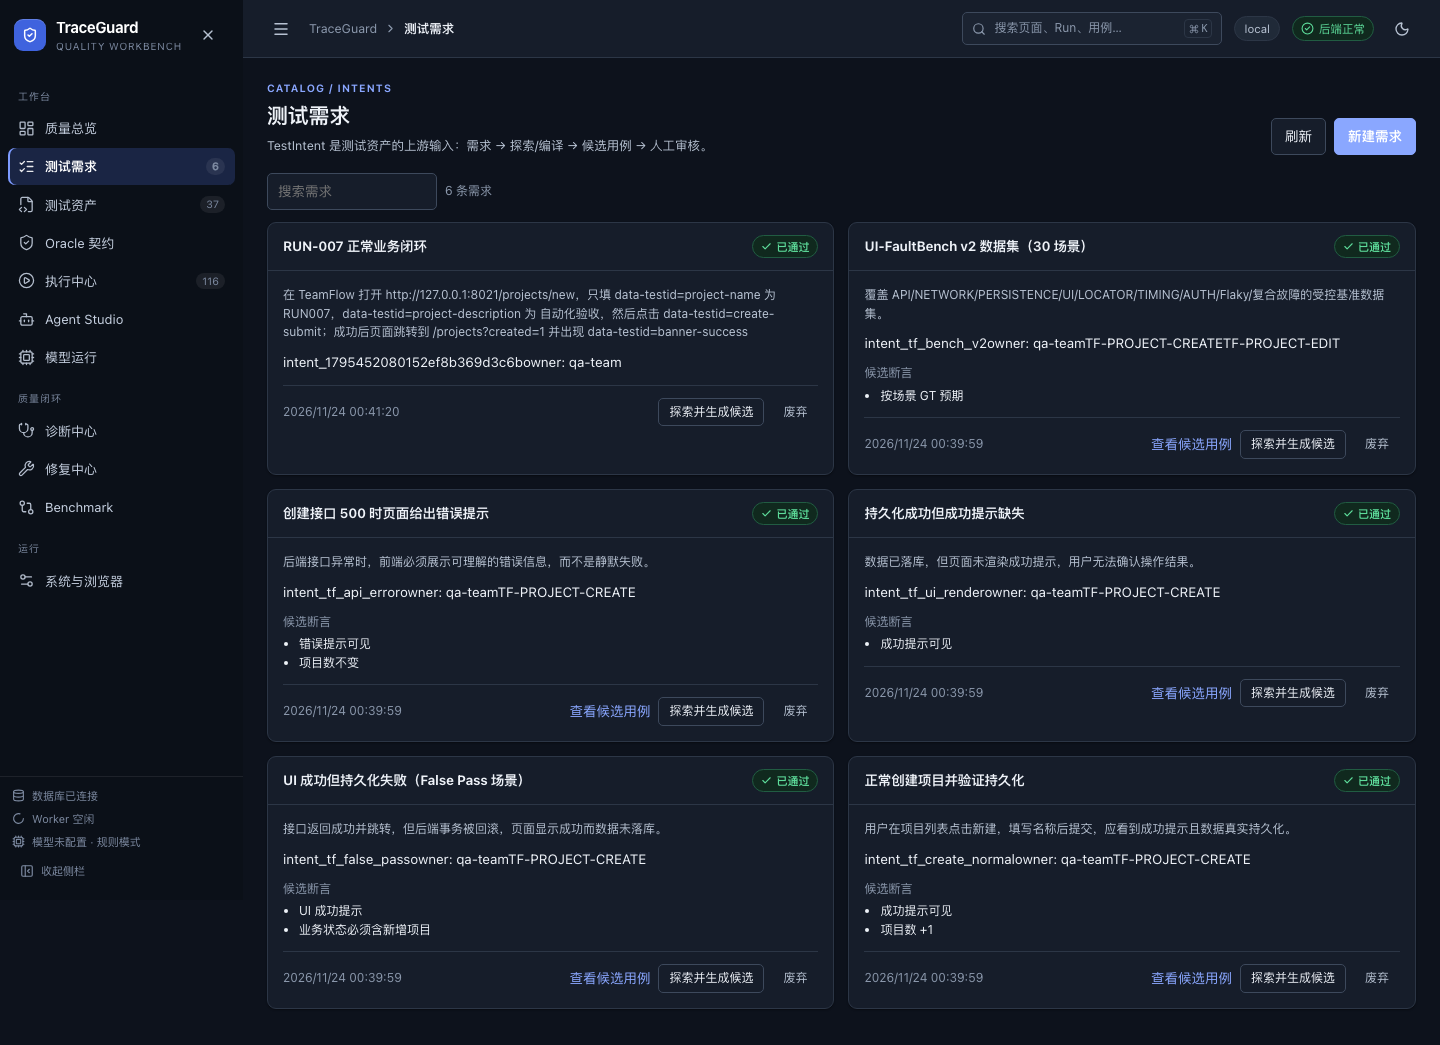 TraceGuard
QUALITY WORKBENCH
工作台
质量总览
测试需求 6
测试资产 37
Oracle 契约
执行中心 116
Agent Studio
模型运行
质量闭环
诊断中心
修复中心
Benchmark
运行
系统与浏览器
数据库已连接
Worker 空闲
模型未配置 · 规则模式
收起侧栏
TraceGuard > 测试需求
搜索页面、Run、用例... ⌘K
local
后端正常
CATALOG / INTENTS
测试需求
TestIntent 是测试资产的上游输入：需求 → 探索/编译 → 候选用例 → 人工审核。
刷新
新建需求
搜索需求
6 条需求
RUN-007 正常业务闭环
已通过
在 TeamFlow 打开 http://127.0.0.1:8021/projects/new，只填 data-testid=project-name 为
RUN007，data-testid=project-description 为 自动化验收，然后点击 data-testid=create-
submit；成功后页面跳转到 /projects?created=1 并出现 data-testid=banner-success
intent_1795452080152ef8b369d3c6bowner: qa-team
2026/11/24 00:41:20
探索并生成候选
废弃
UI-FaultBench v2 数据集（30 场景）
已通过
覆盖 API/NETWORK/PERSISTENCE/UI/LOCATOR/TIMING/AUTH/Flaky/复合故障的受控基准数据
集。
intent_tf_bench_v2owner: qa-teamTF-PROJECT-CREATETF-PROJECT-EDIT
候选断言
• 按场景 GT 预期
2026/11/24 00:39:59
查看候选用例
探索并生成候选
废弃
创建接口 500 时页面给出错误提示
已通过
后端接口异常时，前端必须展示可理解的错误信息，而不是静默失败。
intent_tf_api_errorowner: qa-teamTF-PROJECT-CREATE
候选断言
• 错误提示可见
• 项目数不变
2026/11/24 00:39:59
查看候选用例
探索并生成候选
废弃
持久化成功但成功提示缺失
已通过
数据已落库，但页面未渲染成功提示，用户无法确认操作结果。
intent_tf_ui_renderowner: qa-teamTF-PROJECT-CREATE
候选断言
• 成功提示可见
2026/11/24 00:39:59
查看候选用例
探索并生成候选
废弃
UI 成功但持久化失败（False Pass 场景）
已通过
接口返回成功并跳转，但后端事务被回滚，页面显示成功而数据未落库。
intent_tf_false_passowner: qa-teamTF-PROJECT-CREATE
候选断言
• UI 成功提示
• 业务状态必须含新增项目
2026/11/24 00:39:59
查看候选用例
探索并生成候选
废弃
正常创建项目并验证持久化
已通过
用户在项目列表点击新建，填写名称后提交，应看到成功提示且数据真实持久化。
intent_tf_create_normalowner: qa-teamTF-PROJECT-CREATE
候选断言
• 成功提示可见
• 项目数 +1
2026/11/24 00:39:59
查看候选用例
探索并生成候选
废弃